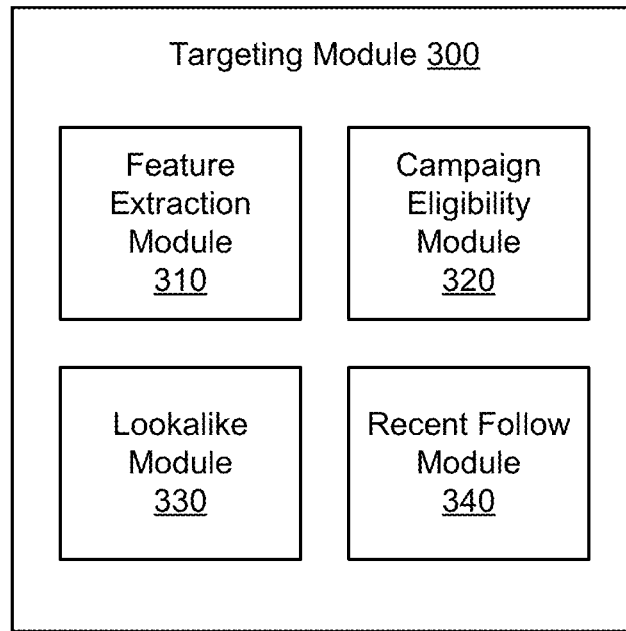 Targeting Module 300
Feature
Extraction
Module
310
Campaign
Eligibility
Module
320
Lookalike
Module
330
Recent Follow
Module
340